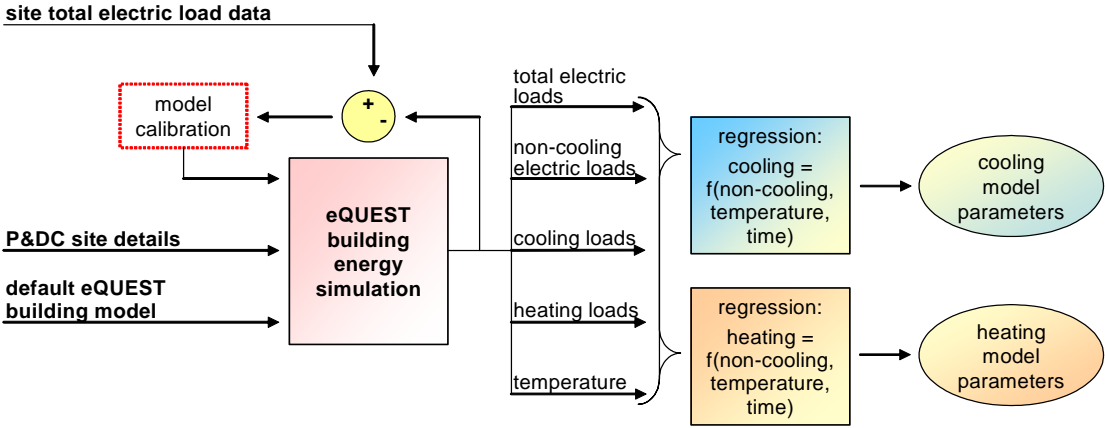 site total electric load data
+
-
model
calibration
P&DC site details
default eQUEST
building model
eQUEST
building
energy
simulation
total electric
loads
non-cooling
electric loads
cooling loads
heating loads
temperature
regression:
cooling =
f(non-cooling,
temperature,
time)
cooling
model
parameters
regression:
heating =
f(non-cooling,
temperature,
time)
heating
model
parameters